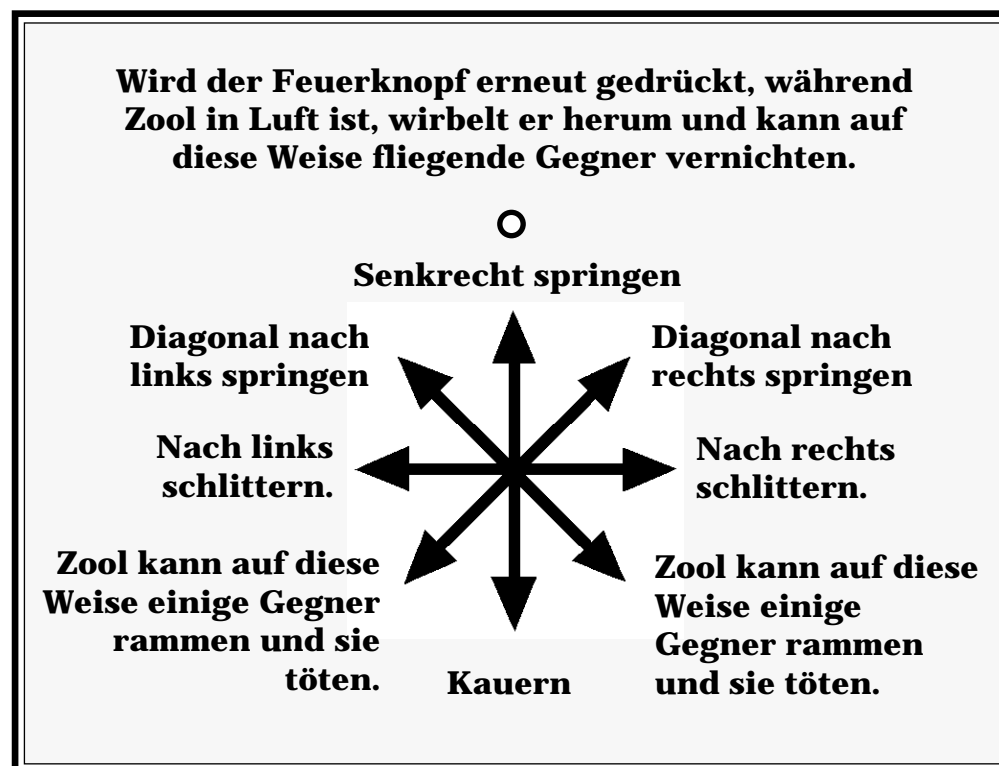 Wird der Feuerknopf erneut gedrückt, während
Zool in Luft ist, wirbelt er herum und kann auf
diese Weise fliegende Gegner vernichten.
Senkrecht springen
Diagonal nach
links springen
Diagonal nach
rechts springen
Nach links
schlittern.
Nach rechts
schlittern.
Zool kann auf diese
Weise einige Gegner
rammen und sie
töten.
Kauern
Zool kann auf diese
Weise einige
Gegner rammen
und sie töten.